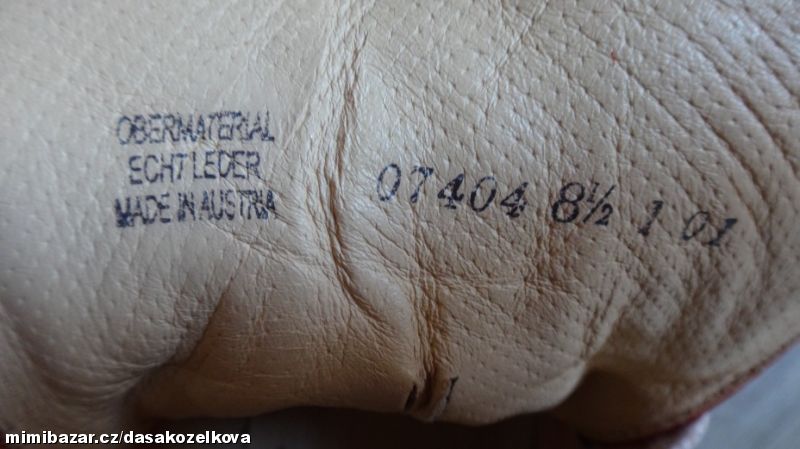 OBERMATERIAL
ECHT LEDER
MADE IN AUSTRIA
07404 8½ 1 01
mimibazar.cz/dasakozelkova